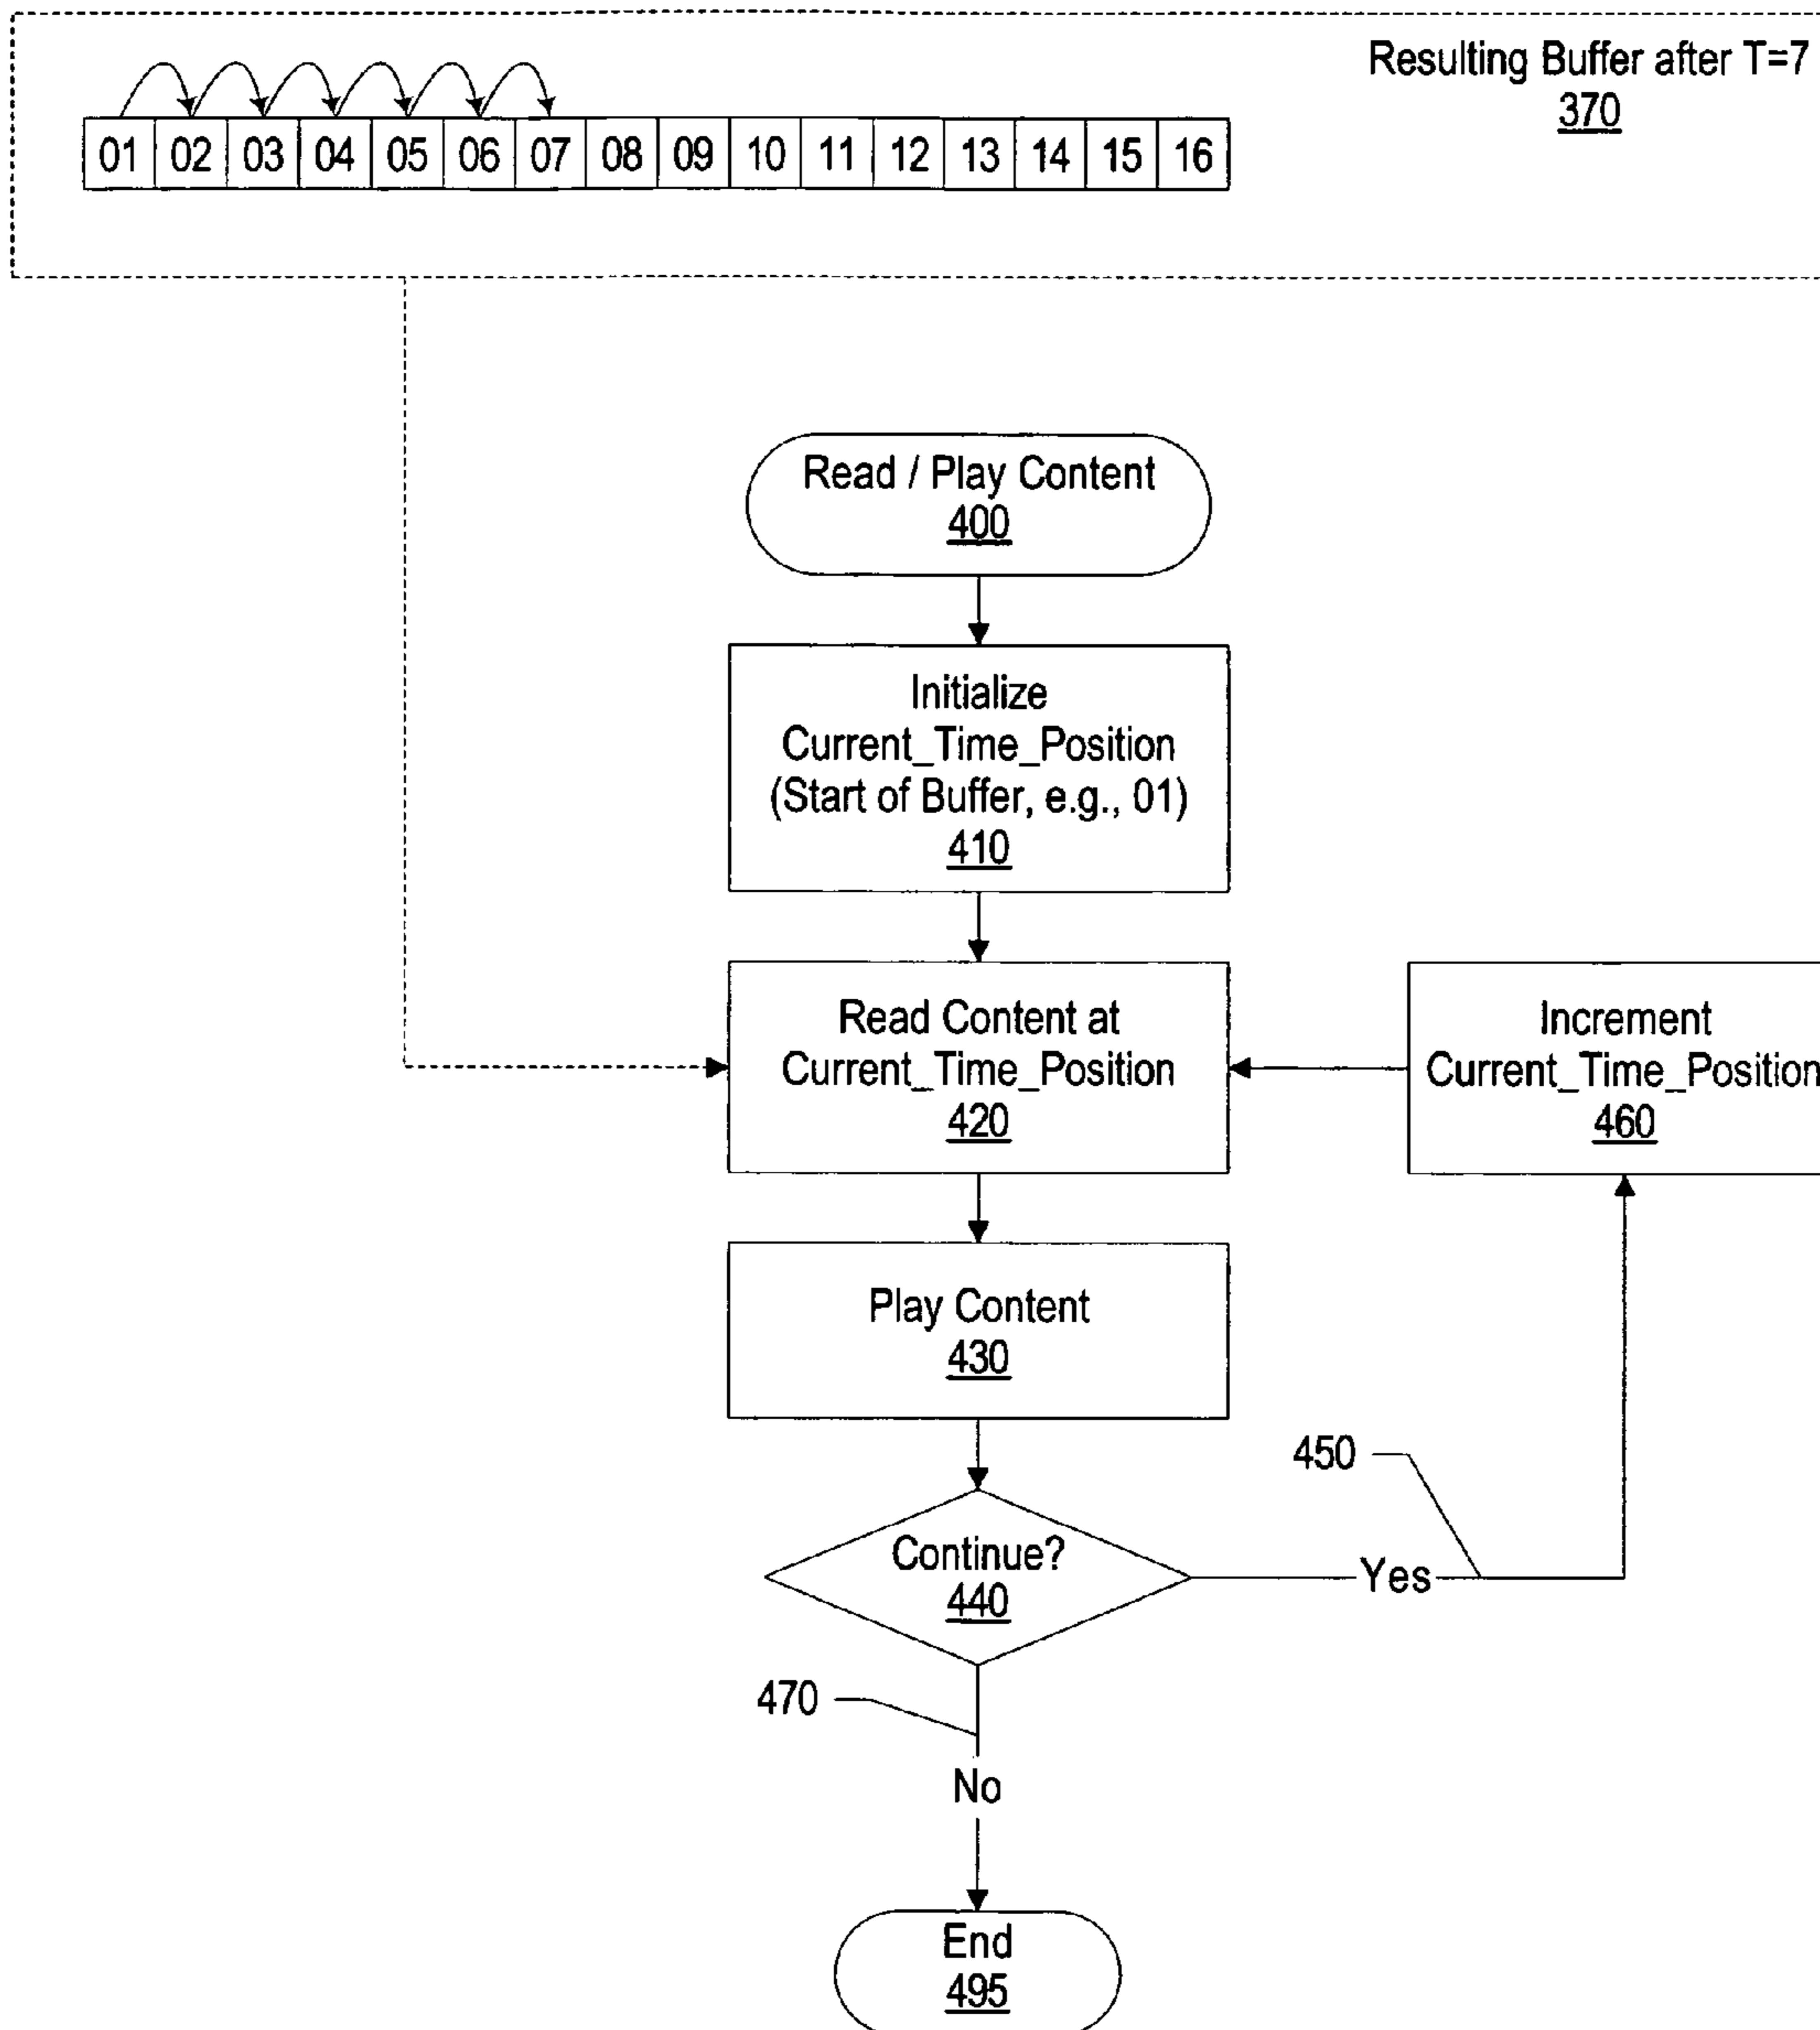 Resulting Buffer after T=7
370
01 02 03 04 05 06 07 08 09 10 11 12 13 14 15 16
Read / Play Content
400
Initialize
Current_Time_Position
(Start of Buffer, e.g., 01)
410
Read Content at
Current_Time_Position
420
Increment
Current_Time_Position
460
Play Content
430
450
Continue?
440
Yes
470
No
End
495